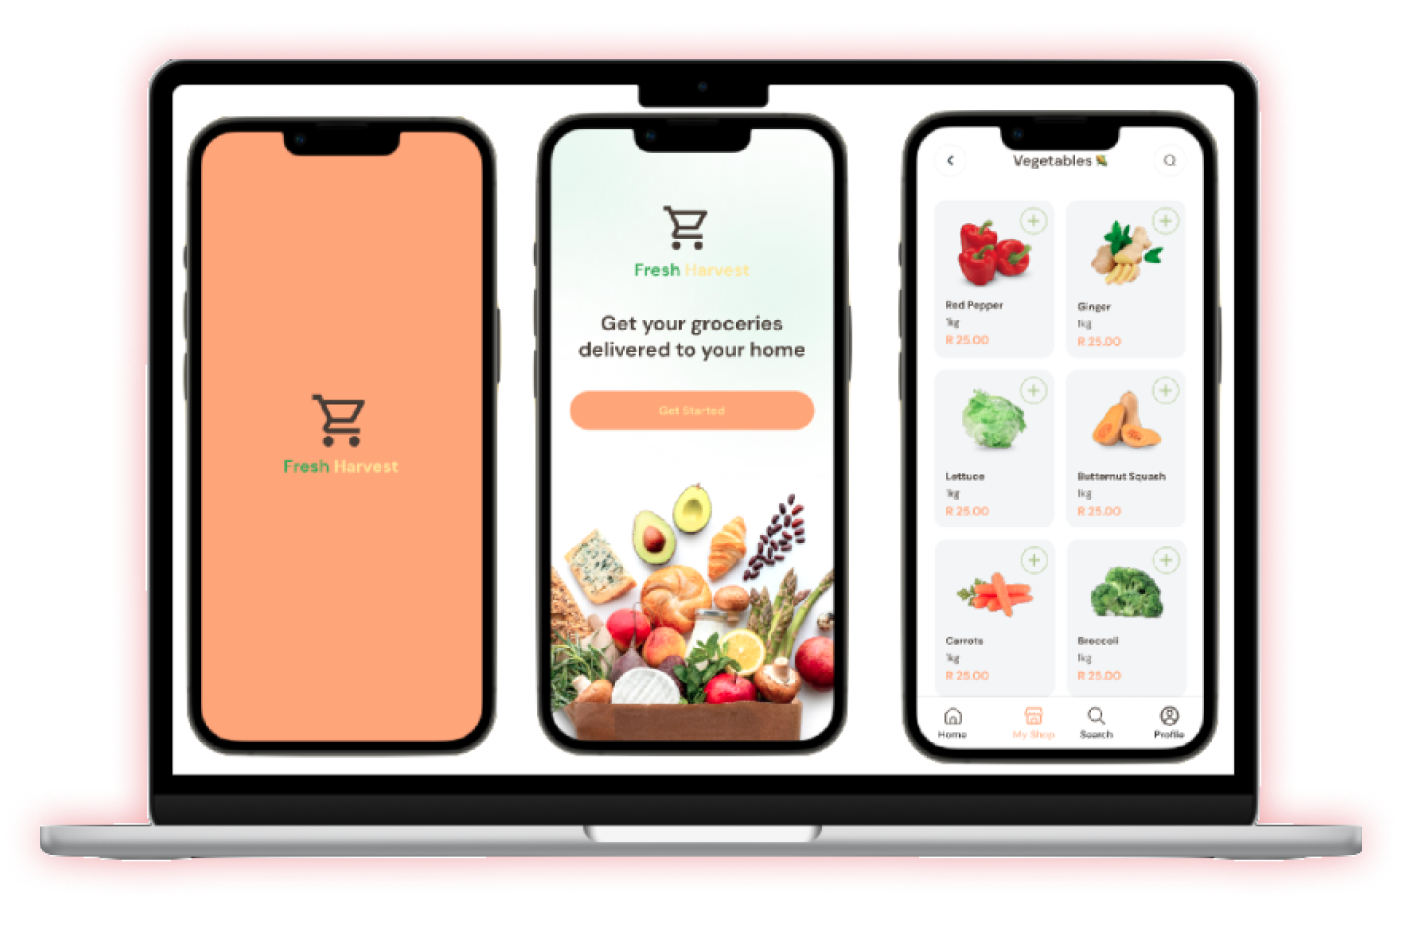 Fresh Harvest
Fresh Harvest
Get your groceries
delivered to your home
Get Started
Vegetables
Red Pepper
1kg
R 25.00
Ginger
1kg
R 25.00
Lettuce
1kg
R 25.00
Butternut Squash
1kg
R 25.00
Carrots
1kg
R 25.00
Broccoli
1kg
R 25.00
Home
My Shop
Search
Profile